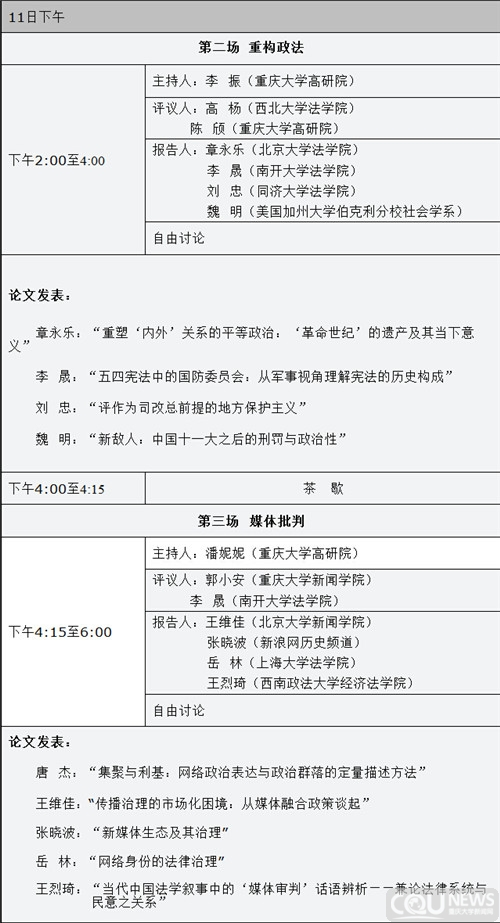 11日下午
第二场 重构政法
下午2:00至4:00
主持人：李 振（重庆大学高研院）
评议人：高 杨（西北大学法学院）
陈 颀（重庆大学高研院）
报告人：章永乐（北京大学法学院）
李 晟（南开大学法学院）
刘 忠（同济大学法学院）
魏 明（美国加州大学伯克利分校社会学系）
自由讨论
论文发表：
章永乐：“重塑‘内外’关系的平等政治：‘革命世纪’的遗产及其当下意
义”
李 晟：“五四宪法中的国防委员会：从军事视角理解宪法的历史构成”
刘 忠：“评作为司改总前提的地方保护主义”
魏 明：“新敌人：中国十一大之后的刑罚与政治性”
下午4:00至4:15
茶 歇
第三场 媒体批判
下午4:15至6:00
主持人：潘妮妮（重庆大学高研院）
评议人：郭小安（重庆大学新闻学院）
李 晟（南开大学法学院）
报告人：王维佳（北京大学新闻学院）
张晓波（新浪网历史频道）
岳 林（上海大学法学院）
王烈琦（西南政法大学经济法学院）
自由讨论
论文发表：
唐 杰：“集聚与利基：网络政治表达与政治群落的定量描述方法”
王维佳：“传播治理的市场化困境：从媒体融合政策谈起”
张晓波：“新媒体生态及其治理”
岳 林：“网络身份的法律治理”
王烈琦：“当代中国法学叙事中的‘媒体审判’话语辨析——兼论法律系统与
民意之关系”
CQU NEWS
重庆大学新闻网